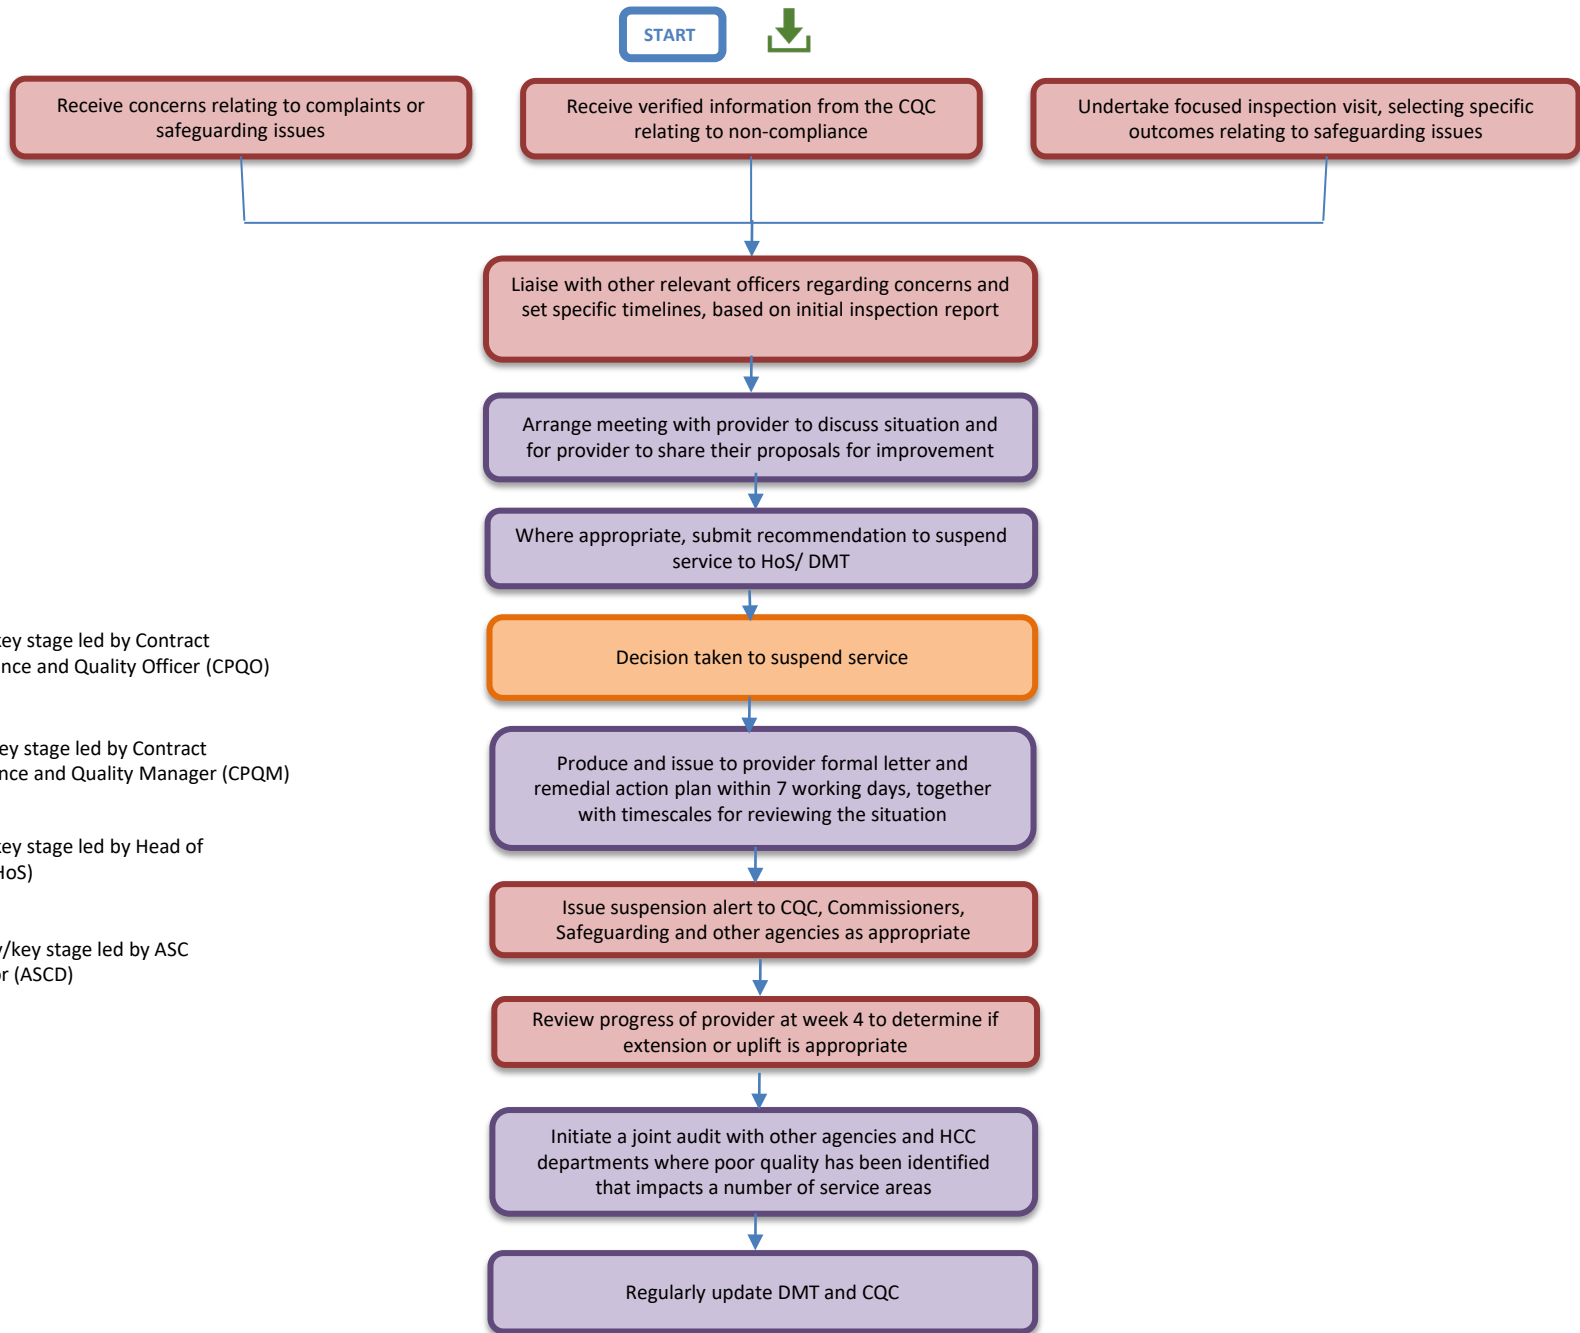 START
Receive concerns relating to complaints or
safeguarding issues
Receive verified information from the CQC
relating to non-compliance
Undertake focused inspection visit, selecting specific
outcomes relating to safeguarding issues
Liaise with other relevant officers regarding concerns and
set specific timelines, based on initial inspection report
Arrange meeting with provider to discuss situation and
for provider to share their proposals for improvement
Where appropriate, submit recommendation to suspend
service to HoS/ DMT
Decision taken to suspend service
Produce and issue to provider formal letter and
remedial action plan within 7 working days, together
with timescales for reviewing the situation
Issue suspension alert to CQC, Commissioners,
Safeguarding and other agencies as appropriate
Review progress of provider at week 4 to determine if
extension or uplift is appropriate
Initiate a joint audit with other agencies and HCC
departments where poor quality has been identified
that impacts a number of service areas
Regularly update DMT and CQC
key stage led by Contract
nce and Quality Officer (CPQO)
ey stage led by Contract
nce and Quality Manager (CPQM)
key stage led by Head of
HoS)
y/key stage led by ASC
or (ASCD)